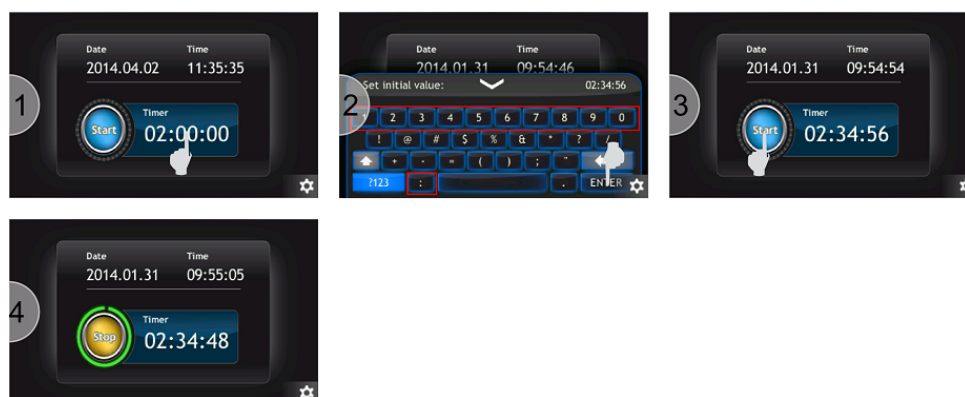 1
Date Time
2014.04.02 11:35:35
Start
Timer
02:00:00
2
Date Time
2014.01.31 09:54:46
Set initial value: 02:34:56
1 2 3 4 5 6 7 8 9 0
! @ # $ % & * ? /
+ - = ( ) ; "
?123 : . ENTER
3
Date Time
2014.01.31 09:54:54
Start
Timer
02:34:56
4
Date Time
2014.01.31 09:55:05
Stop
Timer
02:34:48